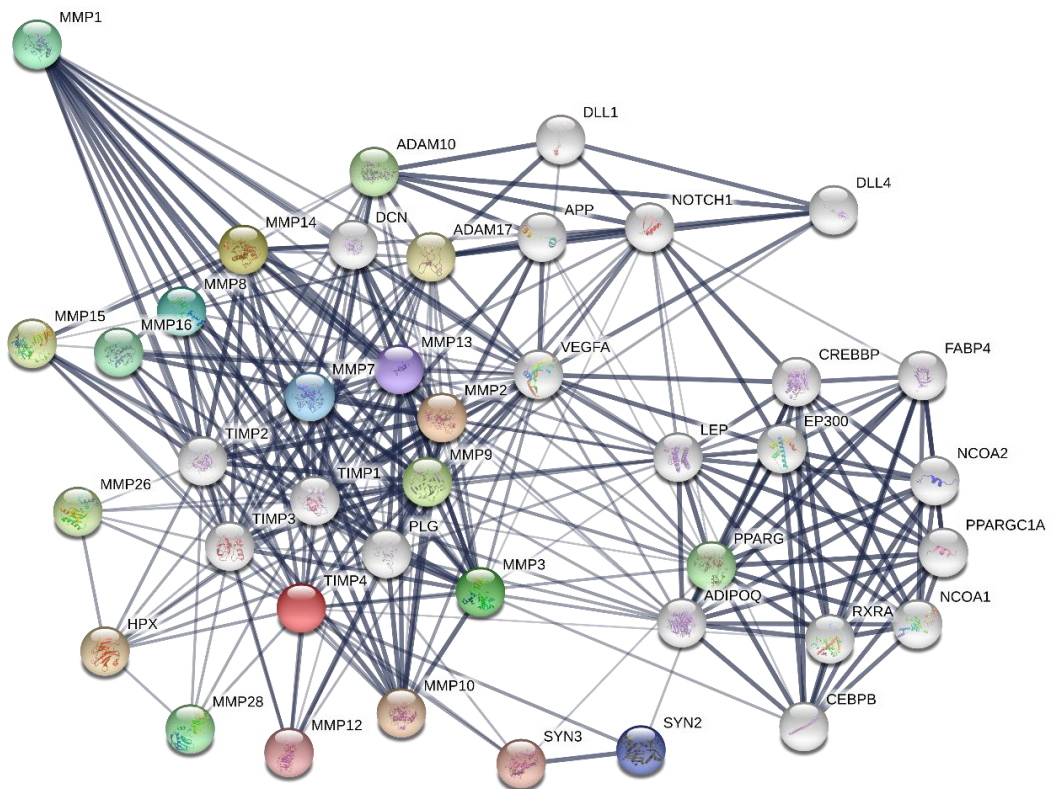 MMP1
DLL1
ADAM10
DLL4
NOTCH1
APP
DCN
MMP14
ADAM17
MMP8
MMP15
MMP16
MMP13
VEGFA
FABP4
CREBBP
MMP7
MMP2
EP300
LEP
TIMP2
NCOA2
MMP9
TIMP1
MMP26
TIMP3
PLG
PPARGC1A
PPARG
MMP3
TIMP4
NCOA1
ADIPOQ
RXRA
HPX
MMP10
CEBPB
MMP28
SYN2
MMP12
SYN3